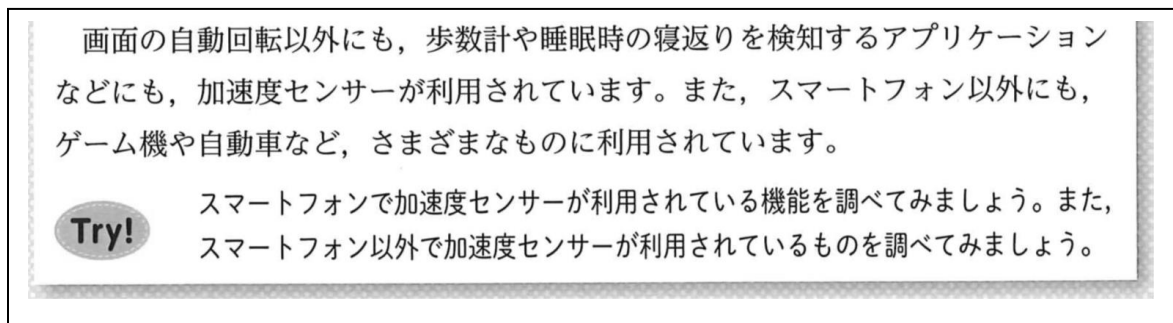 画面の自動回転以外にも，歩数計や睡眠時の寝返りを検知するアプリケーション
などにも，加速度センサーが利用されています。また，スマートフォン以外にも，
ゲーム機や自動車など，さまざまなものに利用されています。
Try!
スマートフォンで加速度センサーが利用されている機能を調べてみましょう。また，
スマートフォン以外で加速度センサーが利用されているものを調べてみましょう。